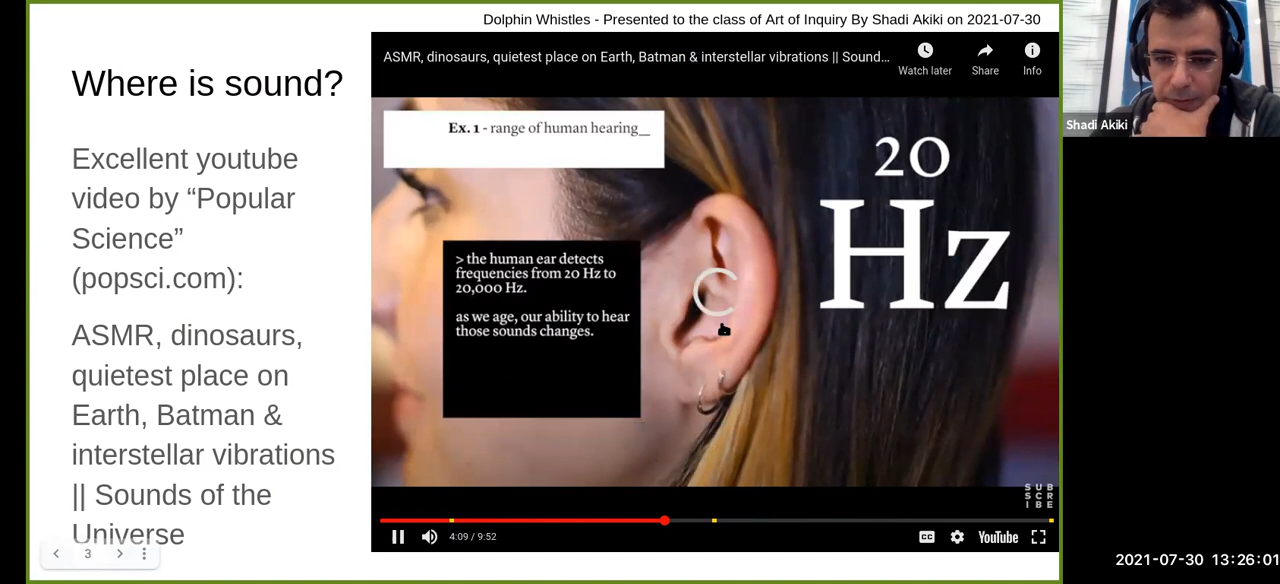 Dolphin Whistles - Presented to the class of Art of Inquiry By Shadi Akiki on 2021-07-30
Where is sound?
Excellent youtube
video by “Popular
Science”
(popsci.com):
ASMR, dinosaurs,
quietest place on
Earth, Batman &
interstellar vibrations
|| Sounds of the
Universe
3
ASMR, dinosaurs, quietest place on Earth, Batman & interstellar vibrations || Sound...
Watch later
Share
Info
Ex. 1 - range of human hearing_
20
Hz
> the human ear detects
frequencies from 20 Hz to
20,000 Hz.
as we age, our ability to hear
those sounds changes.
SUB
SCR
IBE
4:09 / 9:52
CC
YouTube
Shadi Akiki
2021-07-30 13:26:01